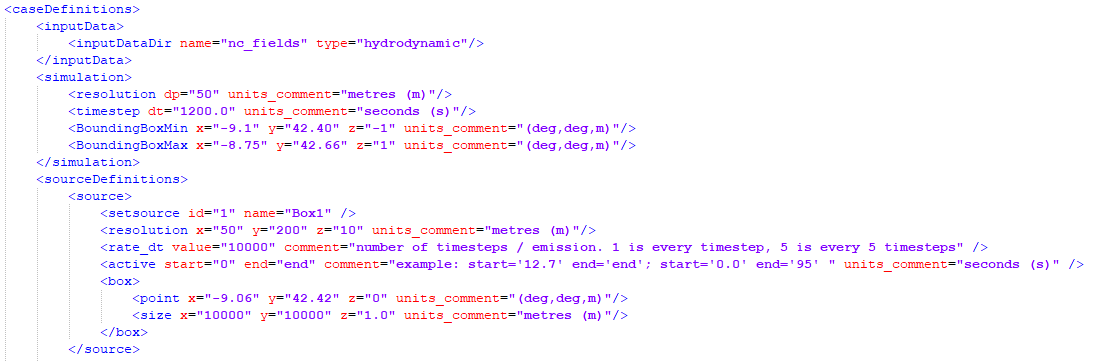 <caseDefinitions>
<inputData>
<inputDataDir name="nc_fields" type="hydrodynamic"/>
</inputData>
<simulation>
<resolution dp="50" units_comment="metres (m)"/>
<timestep dt="1200.0" units_comment="seconds (s)"/>
<BoundingBoxMin x="-9.1" y="42.40" z="-1" units_comment="(deg,deg,m)"/>
<BoundingBoxMax x="-8.75" y="42.66" z="1" units_comment="(deg,deg,m)"/>
</simulation>
<sourceDefinitions>
<source>
<setsource id="1" name="Box1" />
<resolution x="50" y="200" z="10" units_comment="metres (m)"/>
<rate_dt value="10000" comment="number of timesteps / emission. 1 is every timestep, 5 is every 5 timesteps" />
<active start="0" end="end" comment="example: start='12.7' end='end'; start='0.0' end='95' " units_comment="seconds (s)" />
<box>
<point x="-9.06" y="42.42" z="0" units_comment="(deg,deg,m)"/>
<size x="10000" y="10000" z="1.0" units_comment="metres (m)"/>
</box>
</source>